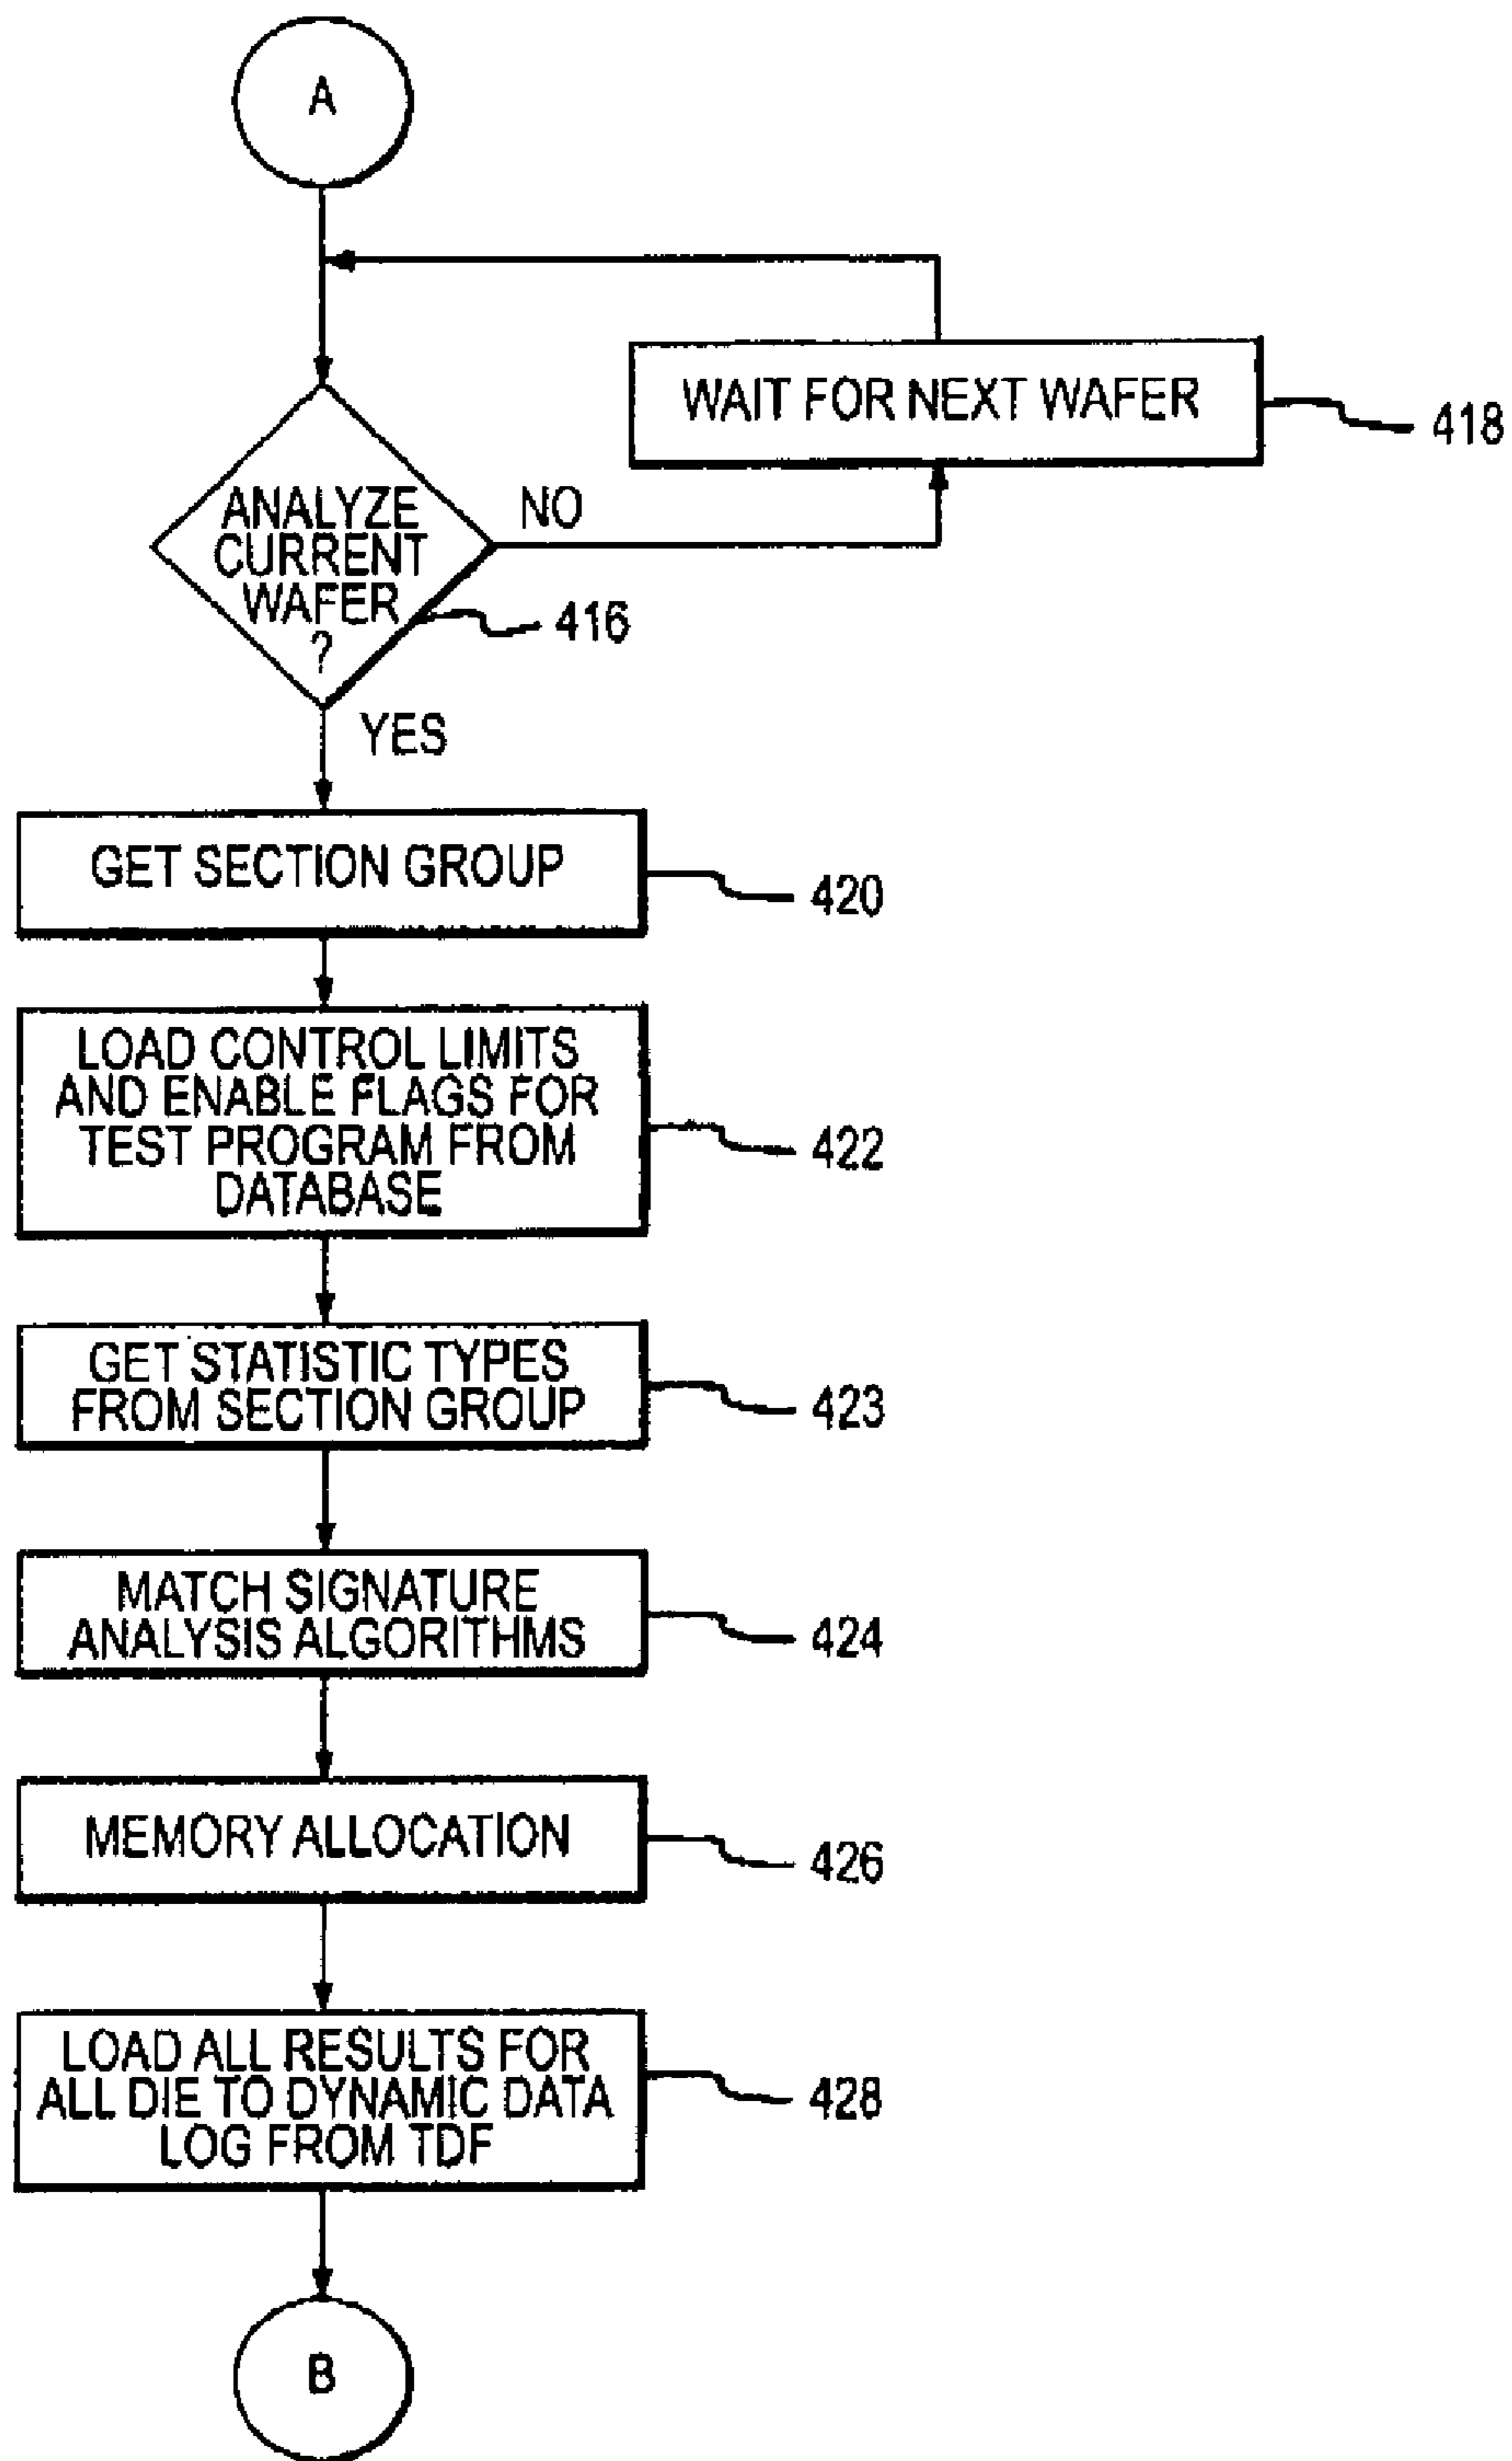 A
WAIT FOR NEXT WAFER
418
ANALYZE
CURRENT
WAFER
?
NO
416
YES
GET SECTION GROUP
420
LOAD CONTROL LIMITS
AND ENABLE FLAGS FOR
TEST PROGRAM FROM
DATABASE
422
GET STATISTIC TYPES
FROM SECTION GROUP
423
MATCH SIGNATURE
ANALYSIS ALGORITHMS
424
MEMORY ALLOCATION
426
LOAD ALL RESULTS FOR
ALL DIE TO DYNAMIC DATA
LOG FROM TDF
428
B